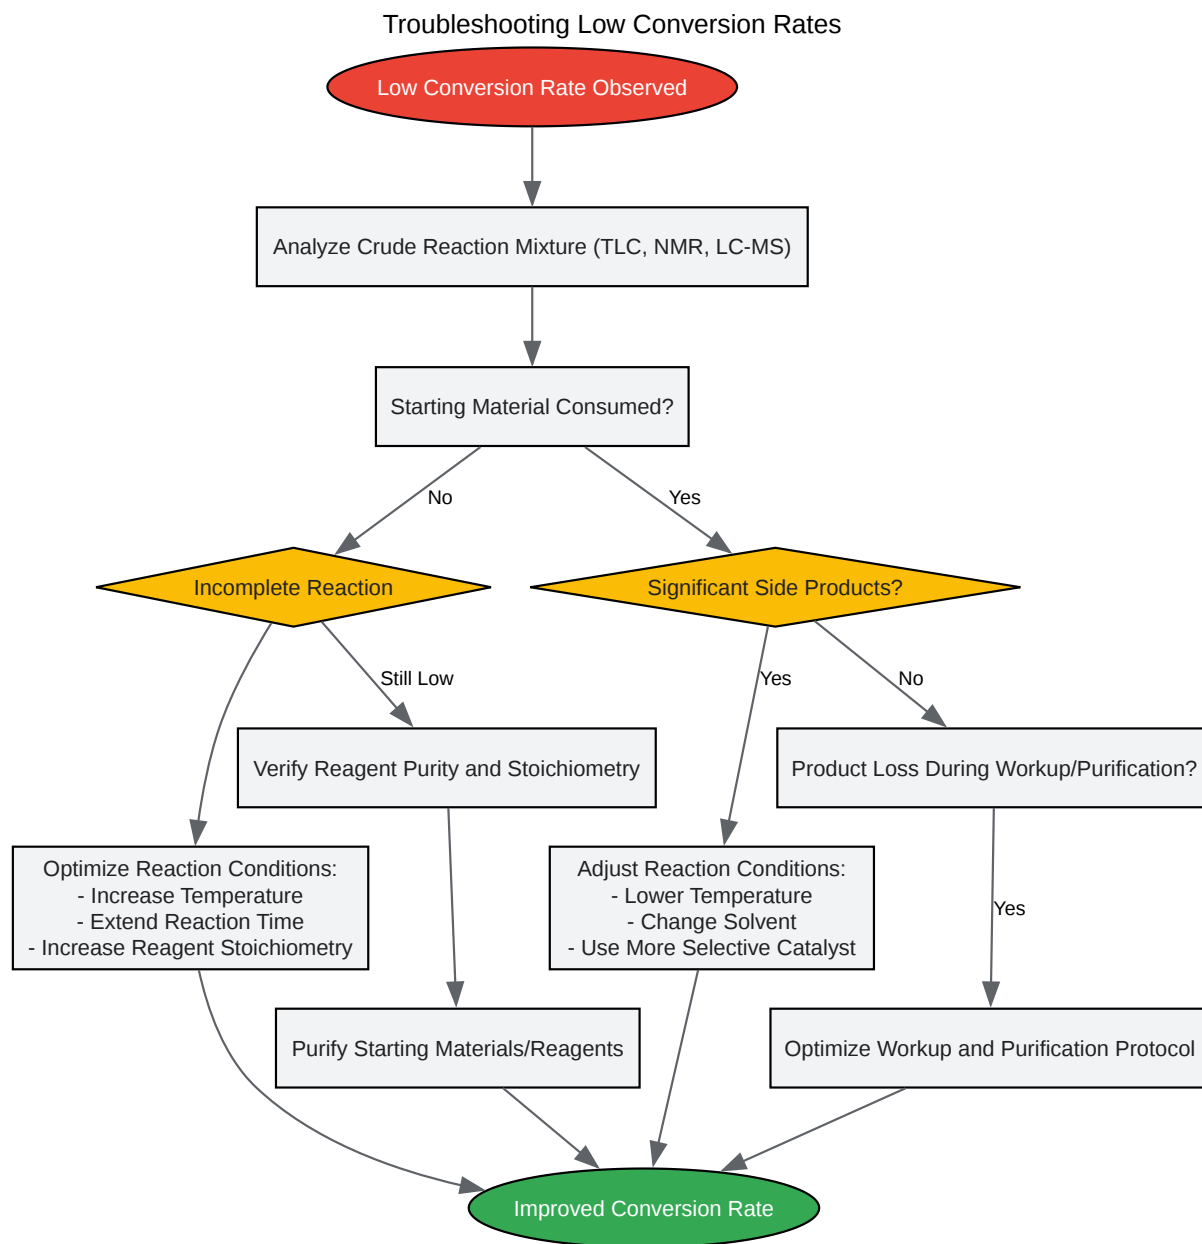 Troubleshooting Low Conversion Rates
Low Conversion Rate Observed
Analyze Crude Reaction Mixture (TLC, NMR, LC-MS)
Starting Material Consumed?
No
Yes
Incomplete Reaction
Significant Side Products?
Still Low
Yes
No
Verify Reagent Purity and Stoichiometry
Product Loss During Workup/Purification?
Optimize Reaction Conditions:
- Increase Temperature
- Extend Reaction Time
- Increase Reagent Stoichiometry
Adjust Reaction Conditions:
- Lower Temperature
- Change Solvent
- Use More Selective Catalyst
Yes
Purify Starting Materials/Reagents
Optimize Workup and Purification Protocol
Improved Conversion Rate